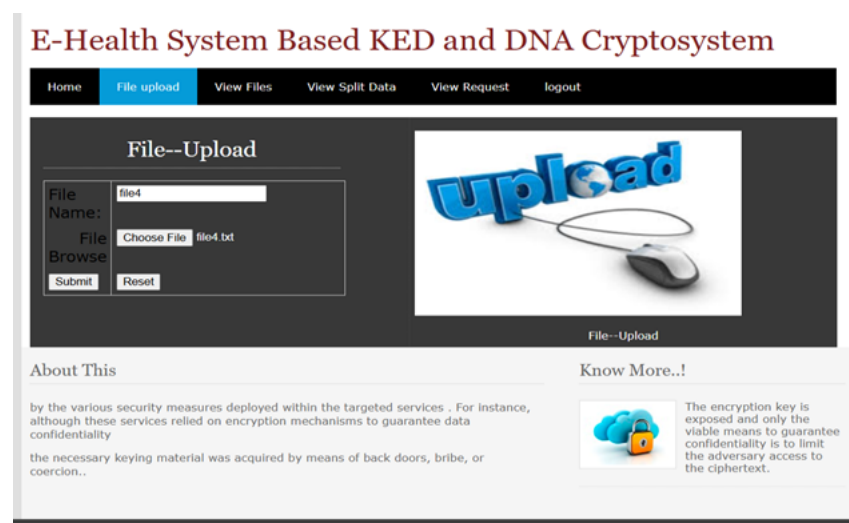 E-Health System Based KED and DNA Cryptosystem
Home File upload View Files View Split Data View Request logout
File--Upload
File Name:
file4
File Browse
Choose File file4.txt
Submit Reset
upload
File--Upload
About This
by the various security measures deployed within the targeted services . For instance,
although these services relied on encryption mechanisms to guarantee data
confidentiality
the necessary keying material was acquired by means of back doors, bribe, or
coercion..
Know More..!
The encryption key is
exposed and only the
viable means to guarantee
confidentiality is to limit
the adversary access to
the ciphertext.